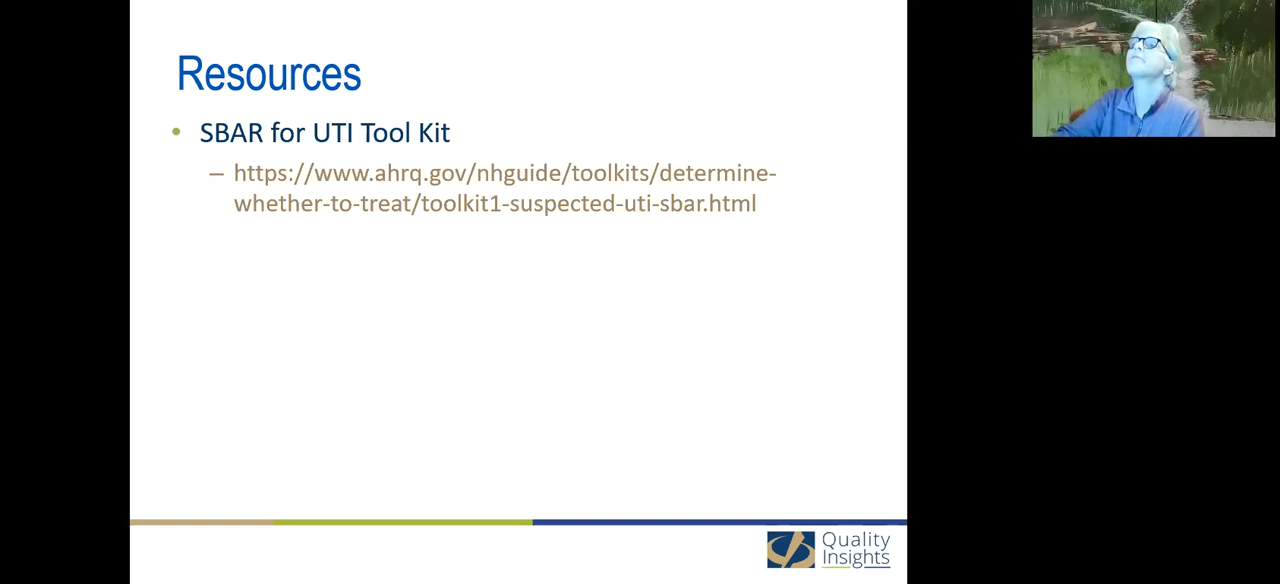 Resources
• SBAR for UTI Tool Kit
– https://www.ahrq.gov/nhguide/toolkits/determine-
whether-to-treat/toolkit1-suspected-uti-sbar.html
Quality
Insights